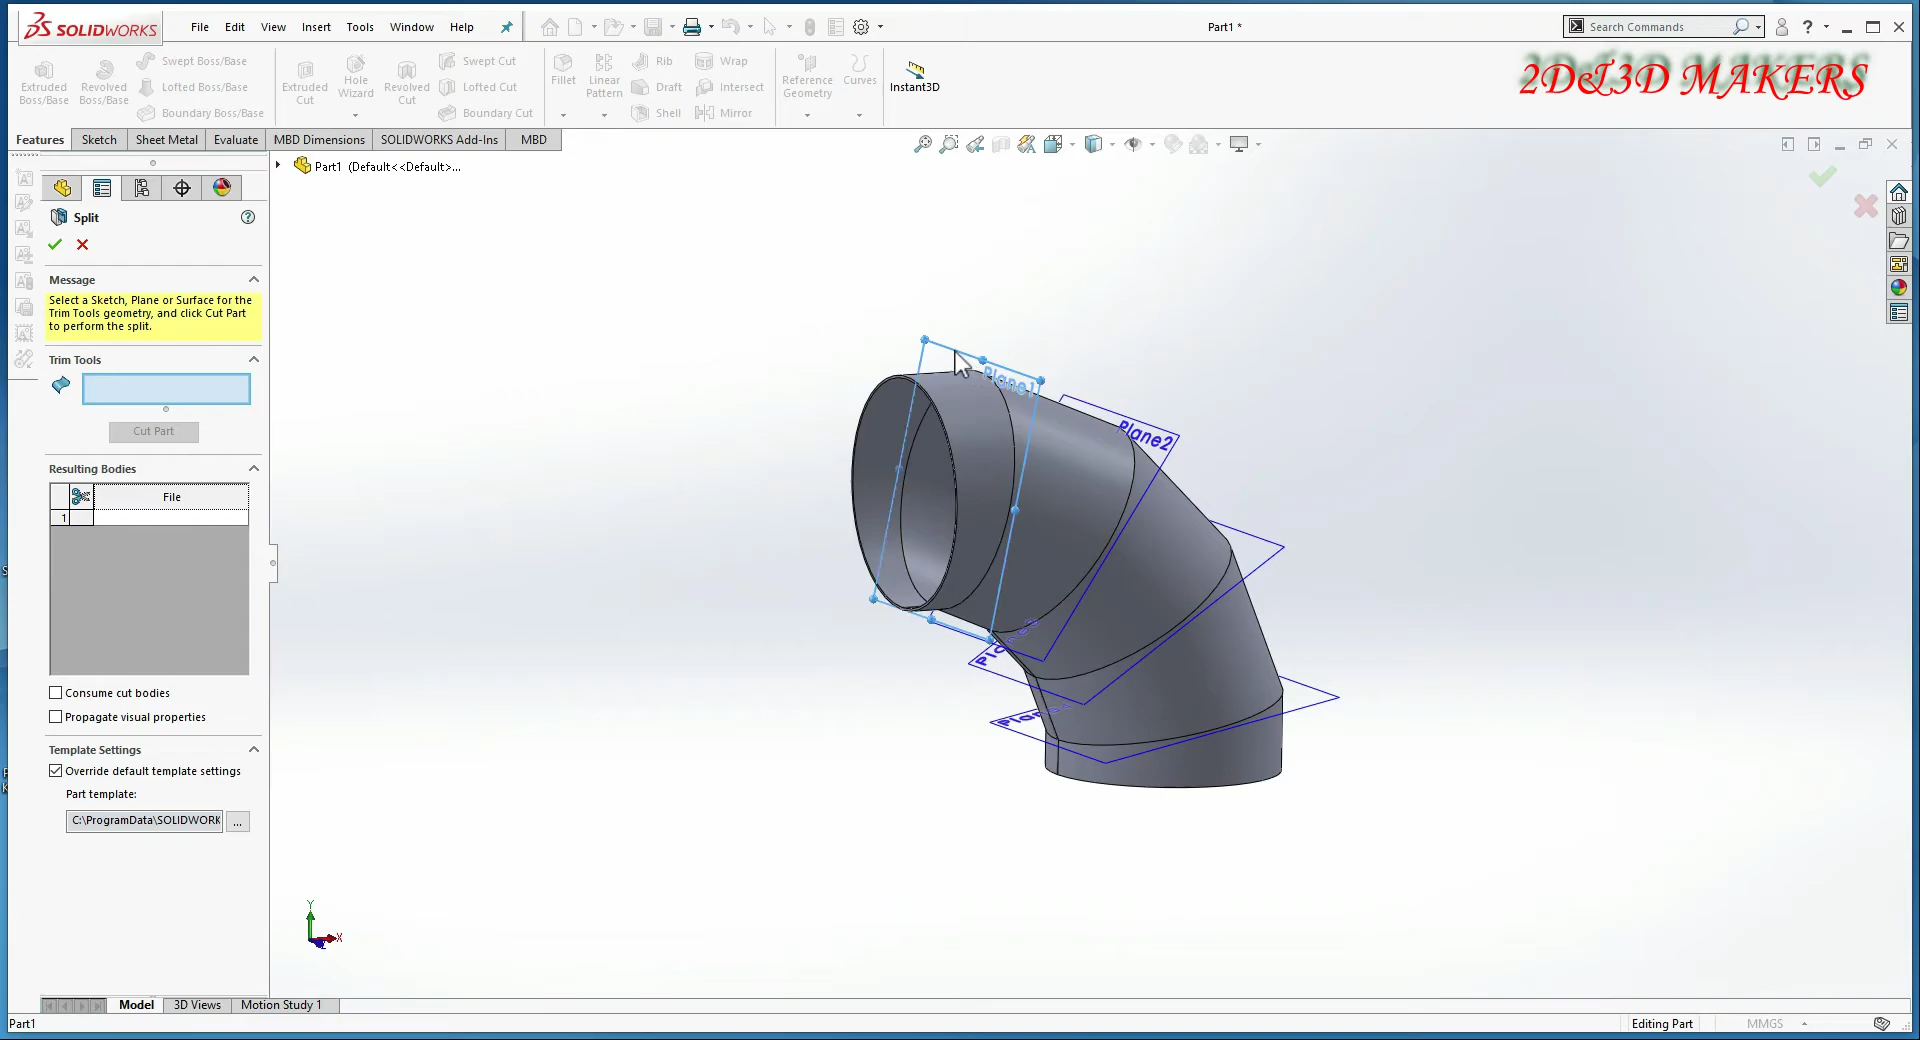 SOLIDWORKS
File Edit View Insert Tools Window Help
Part1 *
Search Commands
?
Extruded Boss/Base
Revolved Boss/Base
Swept Boss/Base
Lofted Boss/Base
Boundary Boss/Base
Extruded Cut
Hole Wizard
Revolved Cut
Swept Cut
Lofted Cut
Boundary Cut
Fillet
Linear Pattern
Rib
Draft
Shell
Wrap
Intersect
Mirror
Reference Geometry
Curves
Instant3D
2D&3D MAKERS
Features Sketch Sheet Metal Evaluate MBD Dimensions SOLIDWORKS Add-Ins MBD
Part1 (Default<<Default>...
Split
?
Message
Select a Sketch, Plane or Surface for the
Trim Tools geometry, and click Cut Part
to perform the split.
Trim Tools
Cut Part
Resulting Bodies
File
1
Consume cut bodies
Propagate visual properties
Template Settings
Override default template settings
Part template:
C:\ProgramData\SOLIDWORK
...
Plane1
Plane2
Y
X
Model 3D Views Motion Study 1
Part1
Editing Part
MMGS